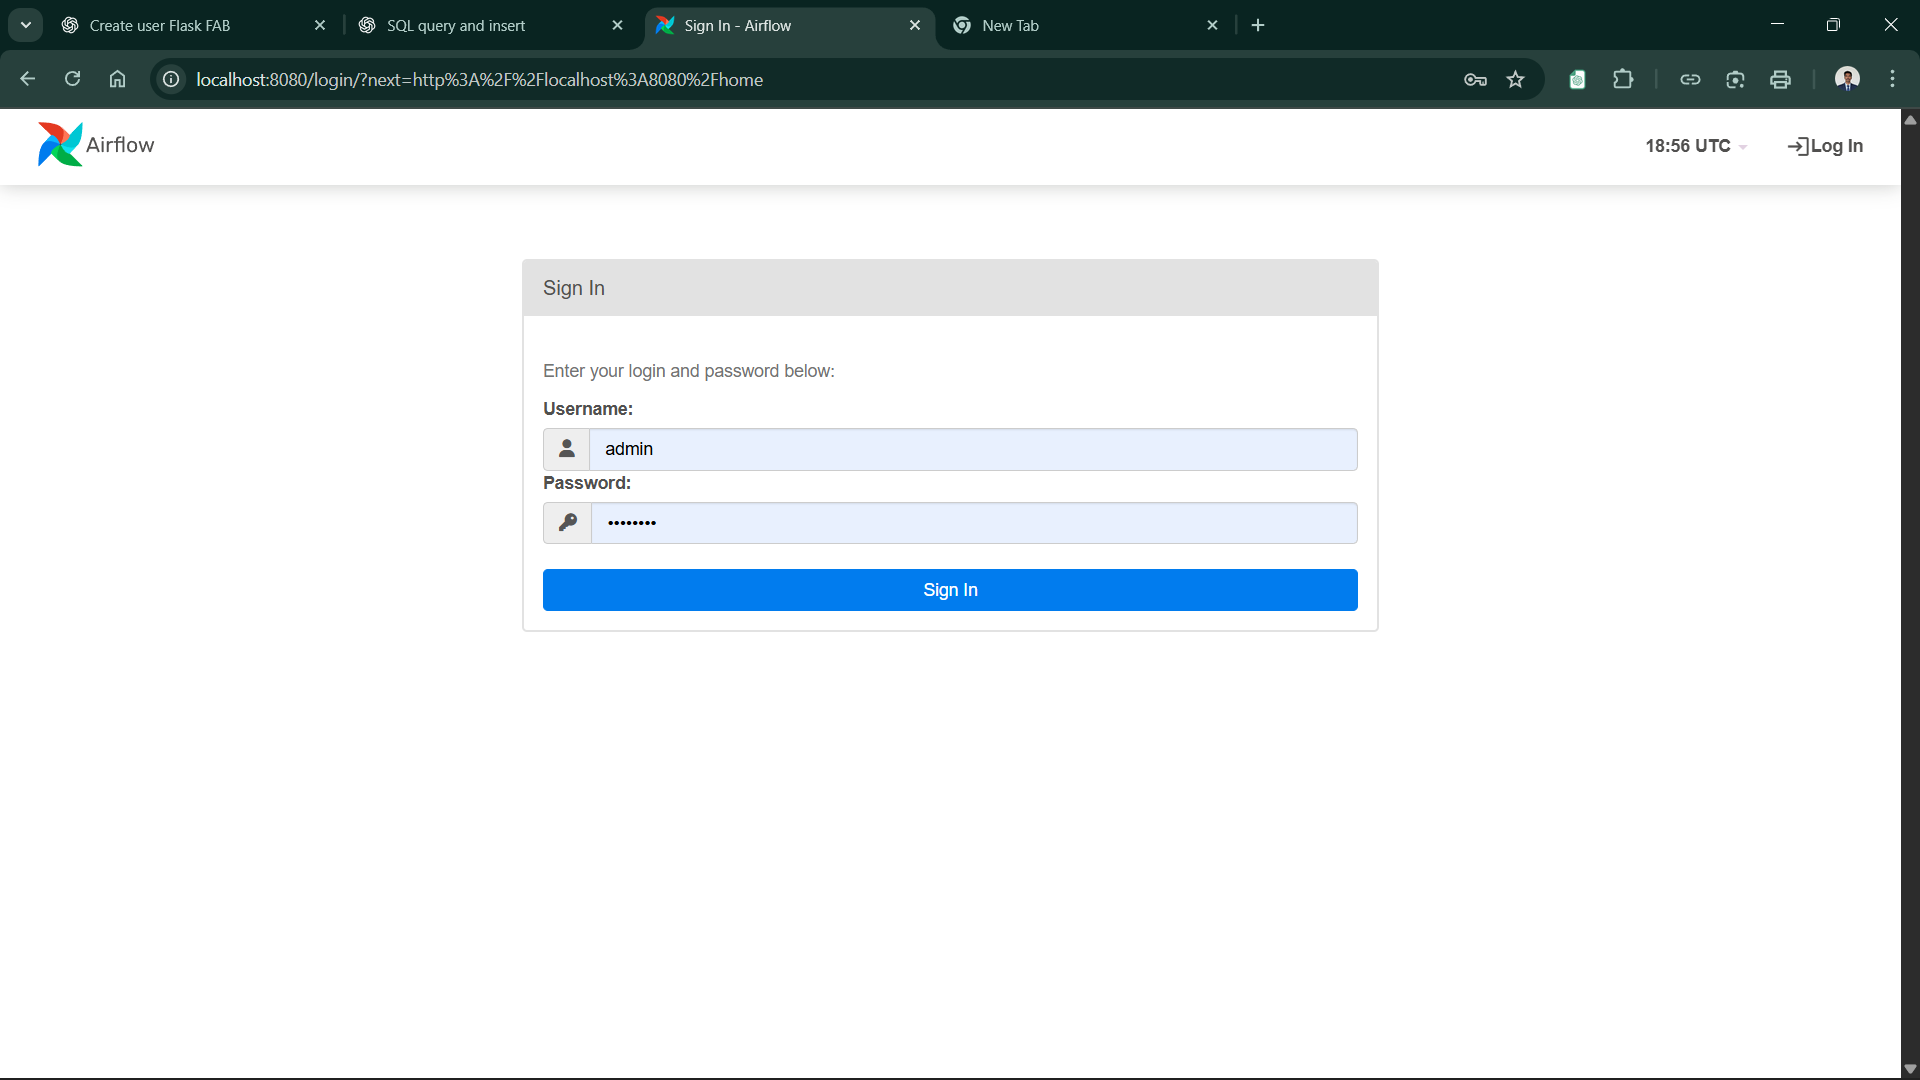 Create user Flask FAB
SQL query and insert
Sign In - Airflow
New Tab
localhost:8080/login/?next=http%3A%2F%2Flocalhost%3A8080%2Fhome
Airflow
18:56 UTC
Log In
Sign In
Enter your login and password below:
Username:
admin
Password:
••••••••
Sign In